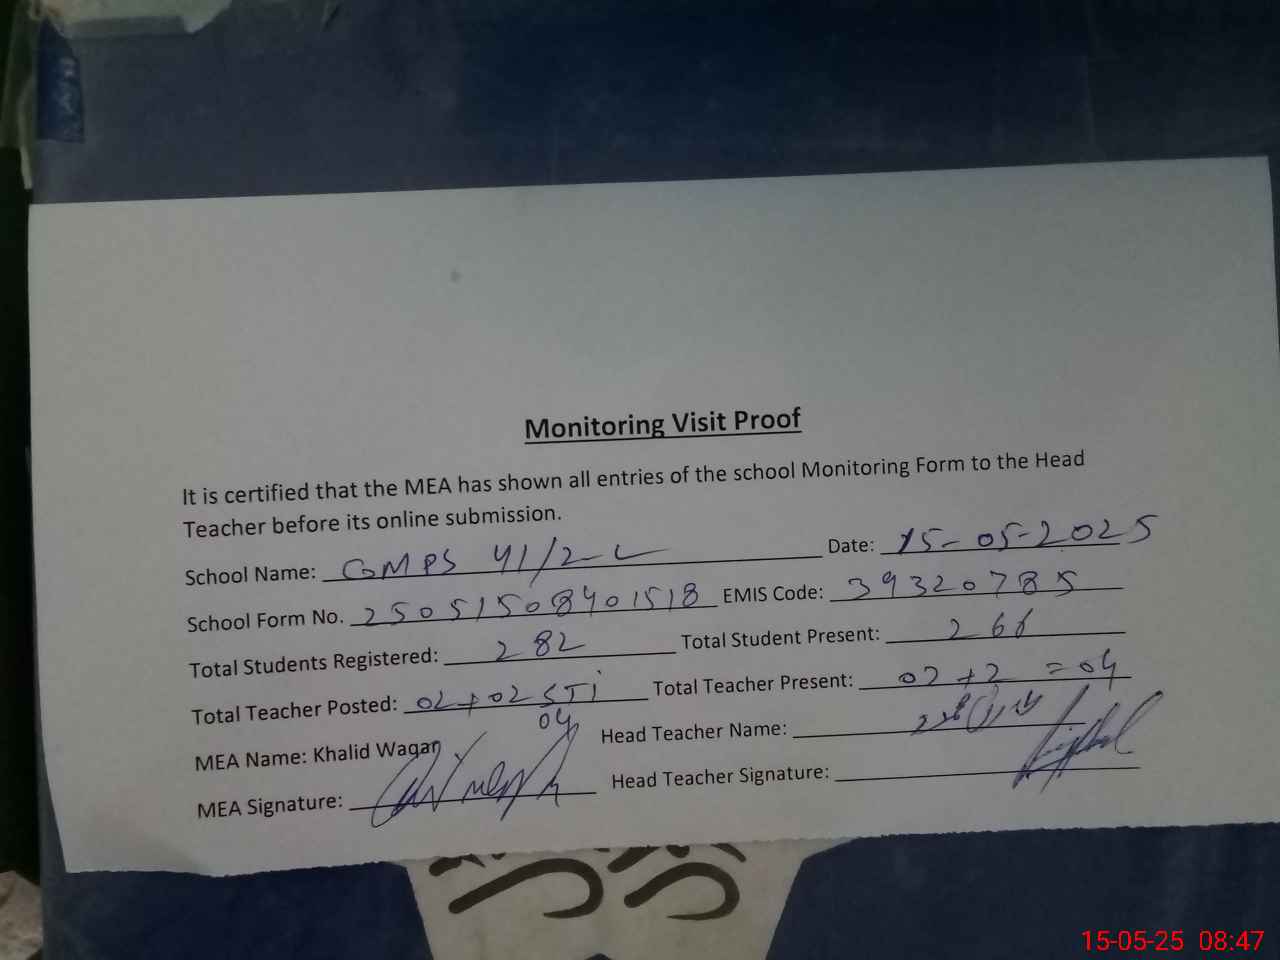 Monitoring Visit Proof
It is certified that the MEA has shown all entries of the school Monitoring Form to the Head
Teacher before its online submission.
School Name: GMPS 41/2-L Date: 15-05-2025
School Form No. 25051508401518 EMIS Code: 39320785
Total Students Registered: 282 Total Student Present: 266
Total Teacher Posted: 02+02 STI Total Teacher Present: 02+2 =04
04
MEA Name: Khalid Waqar Head Teacher Name:
MEA Signature: Head Teacher Signature:
15-05-25 08:47